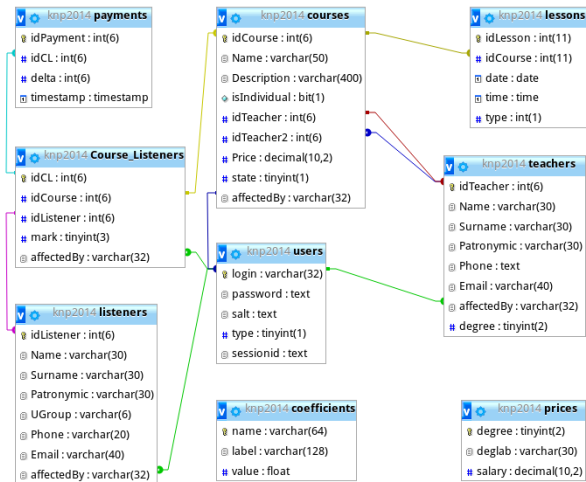 knp2014 payments
idPayment : int(6)
idCL : int(6)
delta : int(6)
timestamp : timestamp
knp2014 courses
idCourse : int(6)
Name : varchar(50)
Description : varchar(400)
isIndividual : bit(1)
idTeacher : int(6)
idTeacher2 : int(6)
Price : decimal(10,2)
state : tinyint(1)
affectedBy : varchar(32)
knp2014 lessons
idLesson : int(11)
idCourse : int(11)
date : date
time : time
type : int(1)
knp2014 Course_Listeners
idCL : int(6)
idCourse : int(6)
idListener : int(6)
mark : tinyint(3)
affectedBy : varchar(32)
knp2014 teachers
idTeacher : int(6)
Name : varchar(30)
Surname : varchar(30)
Patronymic : varchar(30)
Phone : text
Email : varchar(40)
affectedBy : varchar(32)
degree : tinyint(2)
knp2014 users
login : varchar(32)
password : text
salt : text
type : tinyint(1)
sessionid : text
knp2014 listeners
idListener : int(6)
Name : varchar(30)
Surname : varchar(30)
Patronymic : varchar(30)
UGroup : varchar(6)
Phone : varchar(20)
Email : varchar(40)
affectedBy : varchar(32)
knp2014 coefficients
name : varchar(64)
label : varchar(128)
value : float
knp2014 prices
degree : tinyint(2)
deglab : varchar(30)
salary : decimal(10,2)